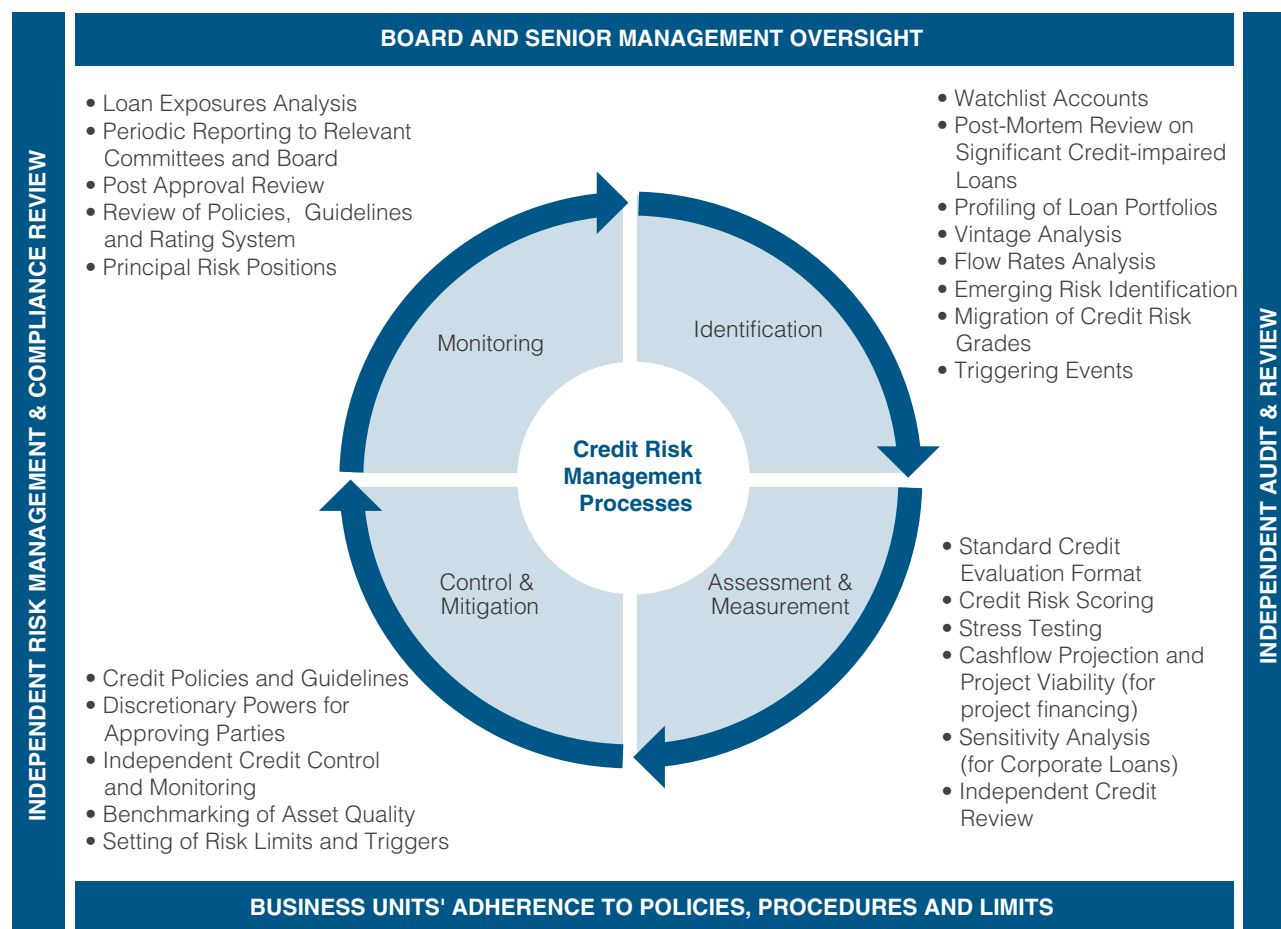 BOARD AND SENIOR MANAGEMENT OVERSIGHT
INDEPENDENT RISK MANAGEMENT & COMPLIANCE REVIEW
• Loan Exposures Analysis
• Periodic Reporting to Relevant
Committees and Board
• Post Approval Review
• Review of Policies, Guidelines
and Rating System
• Principal Risk Positions
• Watchlist Accounts
• Post-Mortem Review on
Significant Credit-impaired
Loans
• Profiling of Loan Portfolios
• Vintage Analysis
• Flow Rates Analysis
• Emerging Risk Identification
• Migration of Credit Risk
Grades
• Triggering Events
Monitoring
Identification
Credit Risk
Management
Processes
Control &
Mitigation
Assessment &
Measurement
• Credit Policies and Guidelines
• Discretionary Powers for
Approving Parties
• Independent Credit Control
and Monitoring
• Benchmarking of Asset Quality
• Setting of Risk Limits and Triggers
• Standard Credit
Evaluation Format
• Credit Risk Scoring
• Stress Testing
• Cashflow Projection and
Project Viability (for
project financing)
• Sensitivity Analysis
(for Corporate Loans)
• Independent Credit
Review
INDEPENDENT AUDIT & REVIEW
BUSINESS UNITS' ADHERENCE TO POLICIES, PROCEDURES AND LIMITS